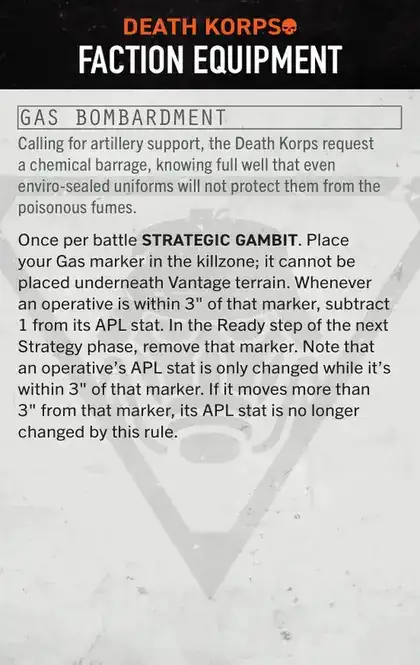 DEATH KORPS
FACTION EQUIPMENT
GAS BOMBARDMENT
Calling for artillery support, the Death Korps request
a chemical barrage, knowing full well that even
enviro-sealed uniforms will not protect them from the
poisonous fumes.
Once per battle STRATEGIC GAMBIT. Place
your Gas marker in the killzone; it cannot be
placed underneath Vantage terrain. Whenever
an operative is within 3" of that marker, subtract
1 from its APL stat. In the Ready step of the next
Strategy phase, remove that marker. Note that
an operative's APL stat is only changed while it's
within 3" of that marker. If it moves more than
3" from that marker, its APL stat is no longer
changed by this rule.